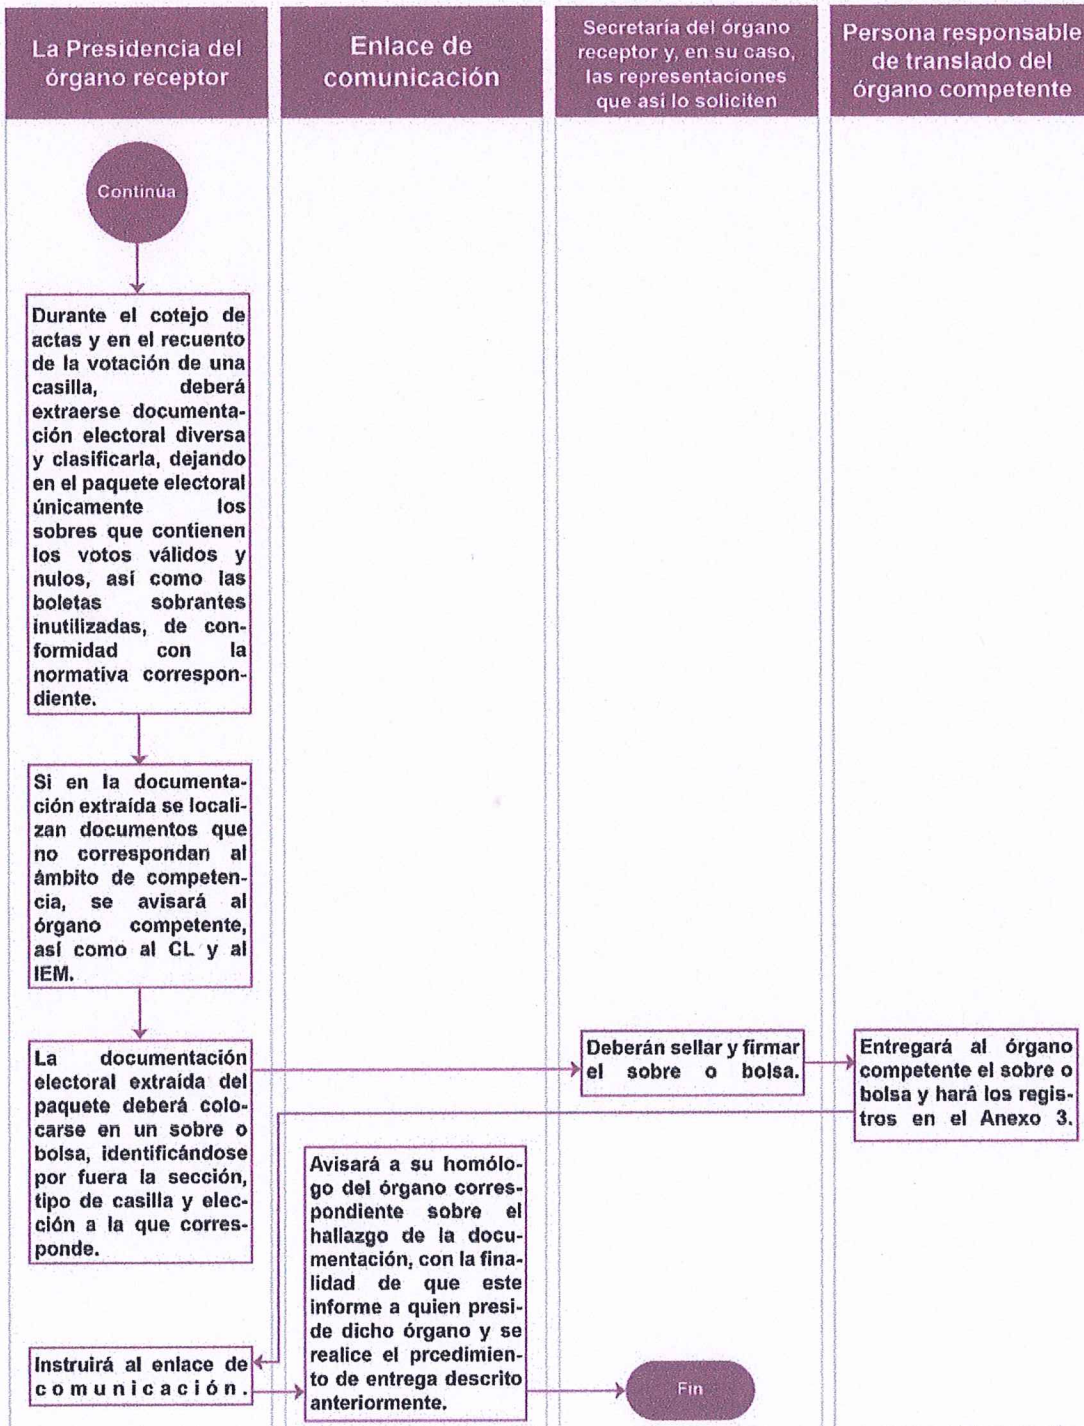 La Presidencia del
órgano receptor
Enlace de
comunicación
Secretaría del órgano
receptor y, en su caso,
las representaciones
que así lo soliciten
Persona responsable
de translado del
órgano competente
Continúa
Durante el cotejo de
actas y en el recuento
de la votación de una
casilla, deberá
extraerse documenta-
ción electoral diversa
y clasificarla, dejando
en el paquete electoral
únicamente los
sobres que contienen
los votos válidos y
nulos, así como las
boletas sobrantes
inutilizadas, de con-
formidad con la
normativa correspon-
diente.
Si en la documenta-
ción extraída se locali-
zan documentos que
no correspondan al
ámbito de competen-
cia, se avisará al
órgano competente,
así como al CL y al
IEM.
La documentación
electoral extraída del
paquete deberá colo-
carse en un sobre o
bolsa, identificándose
por fuera la sección,
tipo de casilla y elec-
ción a la que corres-
ponde.
Deberán sellar y firmar
el sobre o bolsa.
Entregará al órgano
competente el sobre o
bolsa y hará los regis-
tros en el Anexo 3.
Instruirá al enlace de
comunicación.
Avisará a su homólo-
go del órgano corres-
pondiente sobre el
hallazgo de la docu-
mentación, con la fina-
lidad de que este
informe a quien presi-
de dicho órgano y se
realice el prcedimien-
to de entrega descrito
anteriormente.
Fin